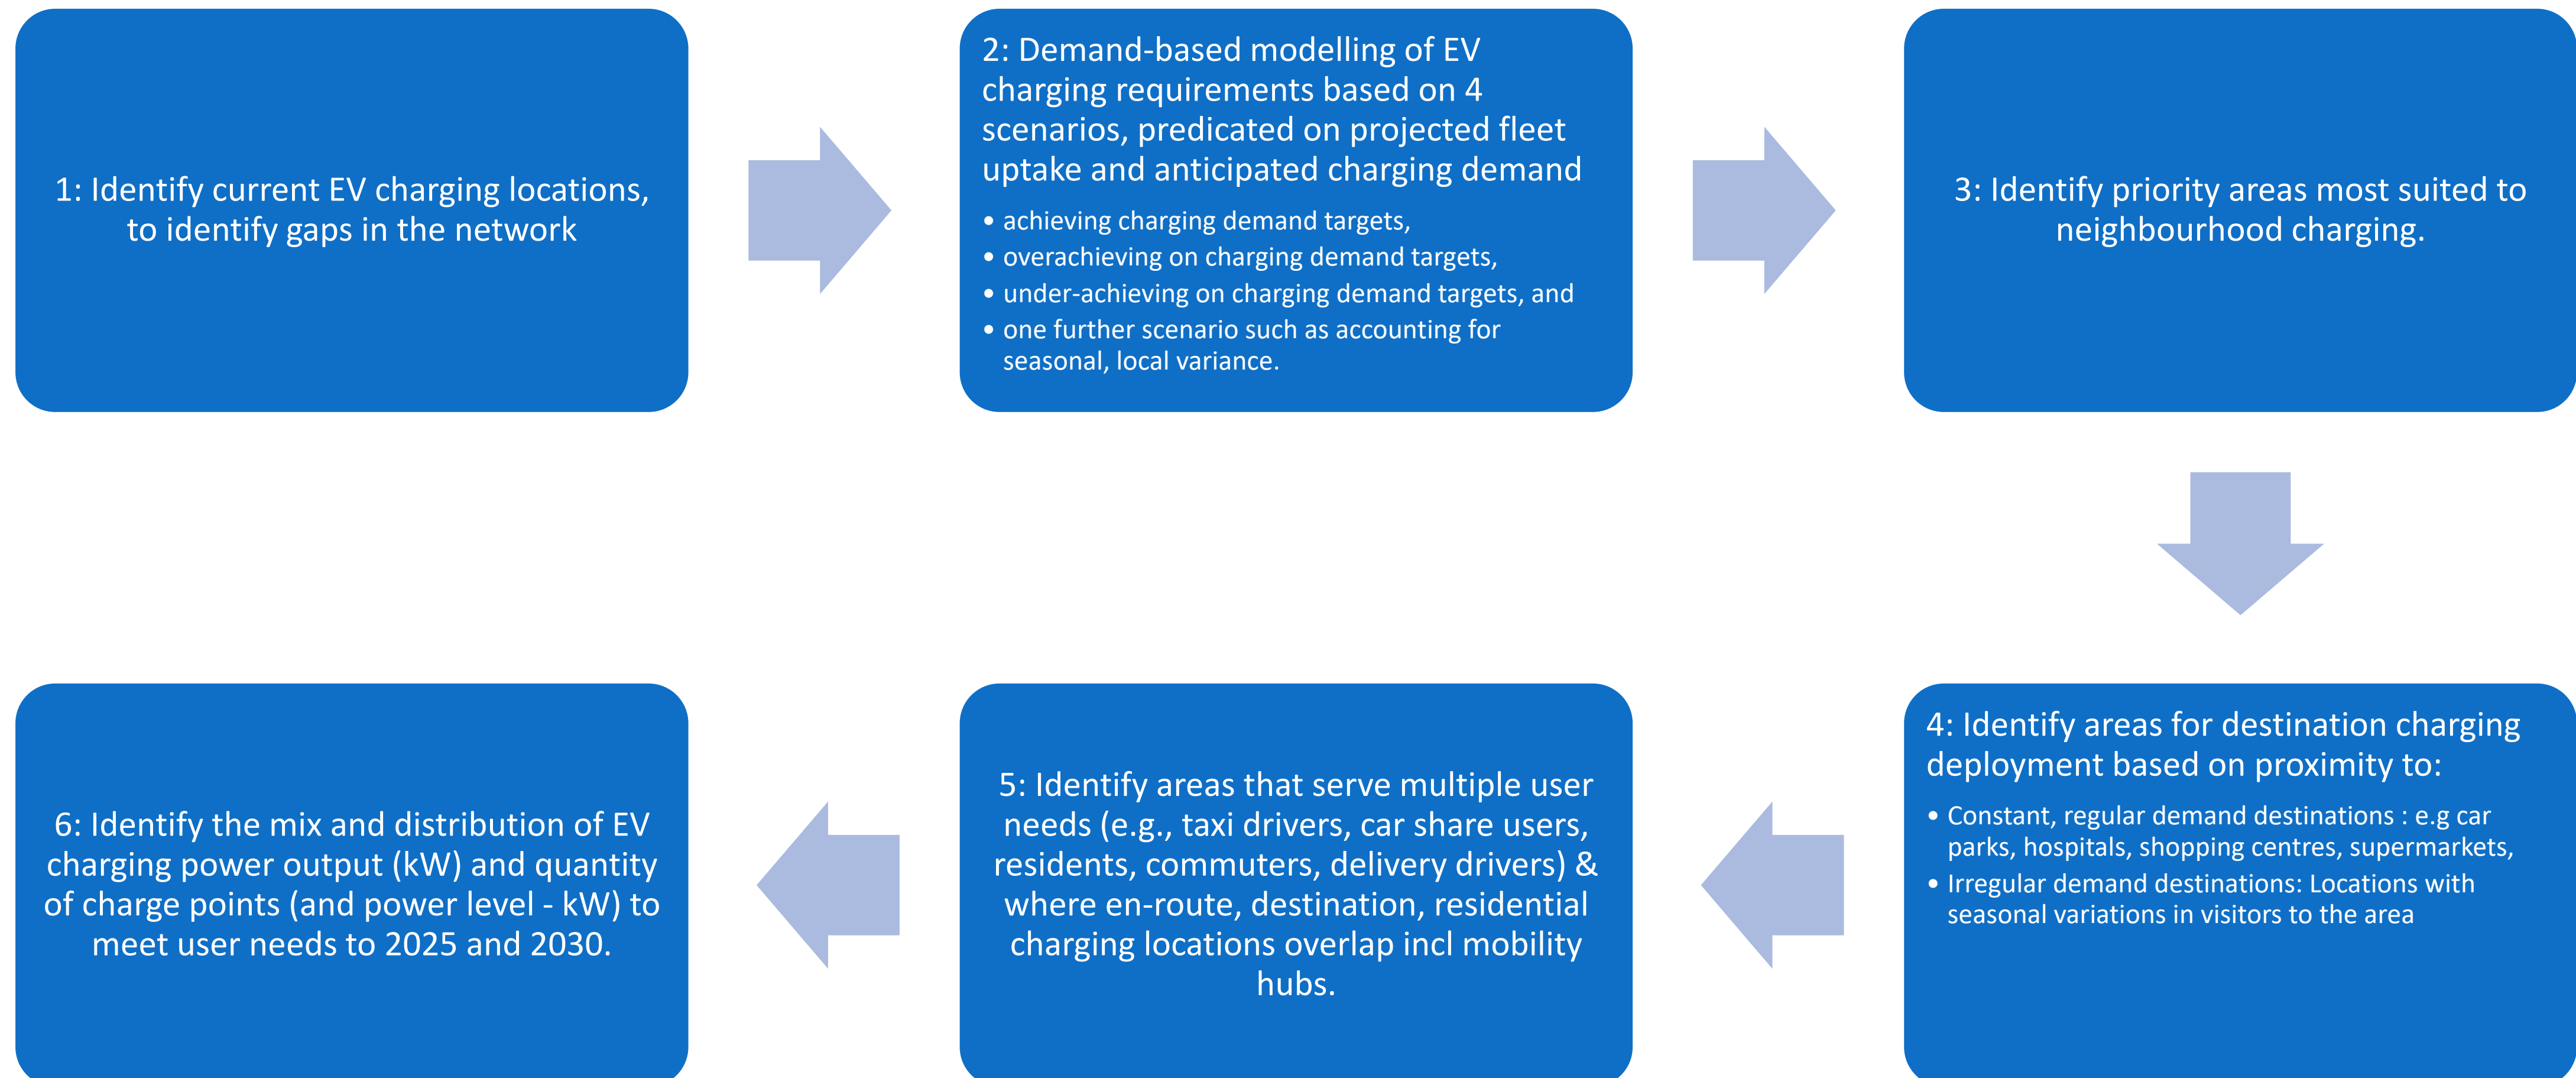 1: Identify current EV charging locations,
to identify gaps in the network
2: Demand-based modelling of EV
charging requirements based on 4
scenarios, predicated on projected fleet
uptake and anticipated charging demand
• achieving charging demand targets,
• overachieving on charging demand targets,
• under-achieving on charging demand targets, and
• one further scenario such as accounting for
seasonal, local variance.
3: Identify priority areas most suited to
neighbourhood charging.
4: Identify areas for destination charging
deployment based on proximity to:
• Constant, regular demand destinations : e.g car
parks, hospitals, shopping centres, supermarkets,
• Irregular demand destinations: Locations with
seasonal variations in visitors to the area
5: Identify areas that serve multiple user
needs (e.g., taxi drivers, car share users,
residents, commuters, delivery drivers) &
where en-route, destination, residential
charging locations overlap incl mobility
hubs.
6: Identify the mix and distribution of EV
charging power output (kW) and quantity
of charge points (and power level - kW) to
meet user needs to 2025 and 2030.